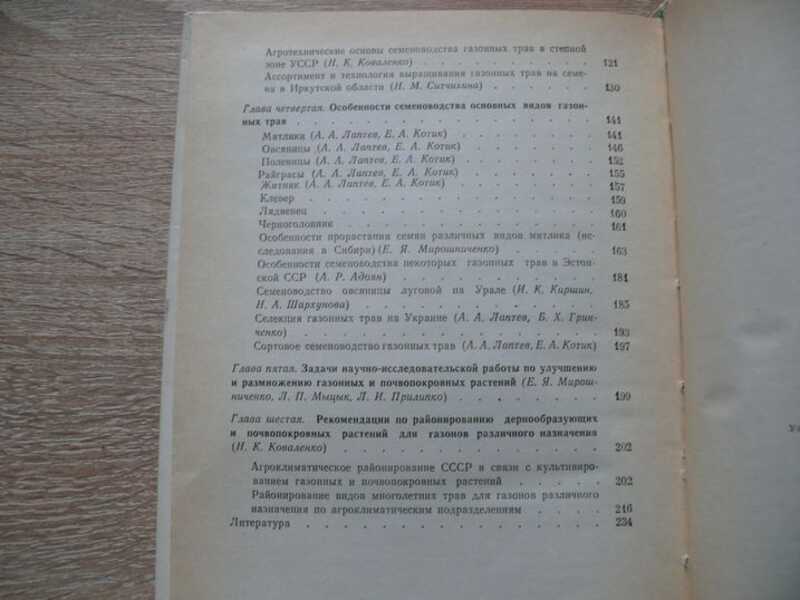 Агротехнические основы семеноводства газонных трав в степной
зоне УССР (И. К. Коваленко) . . . . . . . . 121
Ассортимент и технология выращивания газонных трав на семе-
на в Иркутской области (Н. М. Ситчихина) . . . . . 130
Глава четвертая. Особенности семеноводства основных видов газон-
ных трав . . . . . . . . . . . . . . . . 141
Мятлики (А. А. Лаптев, Е. А. Котик) . . . . . . . 141
Овсяницы (А. А. Лаптев, Е. А. Котик) . . . . . . . 146
Полевицы (А. А. Лаптев, Е. А. Котик) . . . . . . . 152
Райграсы (А. А. Лаптев, Е. А. Котик) . . . . . . . 155
Житняк (А. А. Лаптев, Е. А. Котик) . . . . . . . 157
Клевер . . . . . . . . . . . . . . . 159
Лядвенец . . . . . . . . . . . . . . 160
Черноголовник . . . . . . . . . . . . . 161
Особенности прорастания семян различных видов мятлика (ис-
следования в Сибири) (Е. Я. Мирошниченко) . . . . . 163
Особенности семеноводства некоторых газонных трав в Эстон-
ской ССР (А. Р. Адоян) . . . . . . . . . . 181
Семеноводство овсяницы луговой на Урале (И. К. Киршин,
Н. А. Шархунова) . . . . . . . . . . . . 185
Селекция газонных трав на Украине (А. А. Лаптев, Б. Х. Грин-
ченко) . . . . . . . . . . . . . . . 193
Сортовое семеноводство газонных трав (А. А. Лаптев, Е. А. Котик) 197
Глава пятая. Задачи научно-исследовательской работы по улучшению
и размножению газонных и почвопокровных растений (Е. Я. Мирош-
ниченко, Л. П. Мыцык, Л. И. Прилипко) . . . . . . . 199
Глава шестая. Рекомендации по районированию дернообразующих
и почвопокровных растений для газонов различного назначения
(И. К. Коваленко) . . . . . . . . . . . . . 202
Агроклиматическое районирование СССР в связи с культивиро-
ванием газонных и почвопокровных растений . . . . . 202
Районирование видов многолетних трав для газонов различного
назначения по агроклиматическим подразделениям . . . . 216
Литература . . . . . . . . . . . . . . . 234